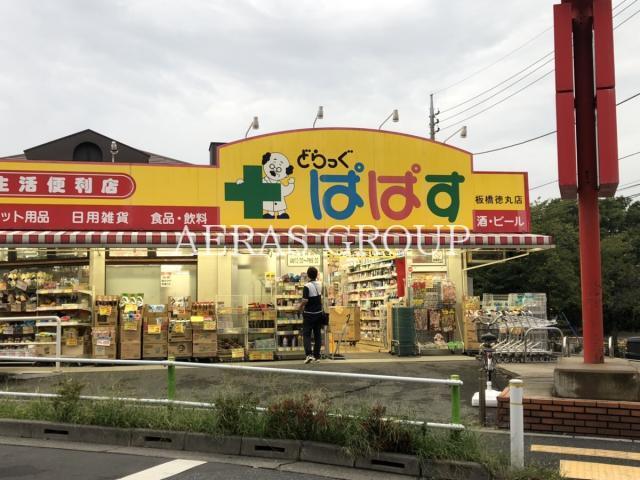 どらっぐ
ぱぱす
板橋徳丸店
生活便利店
ット用品 日用雑貨 食品・飲料
酒・ビール
AERAS GROUP